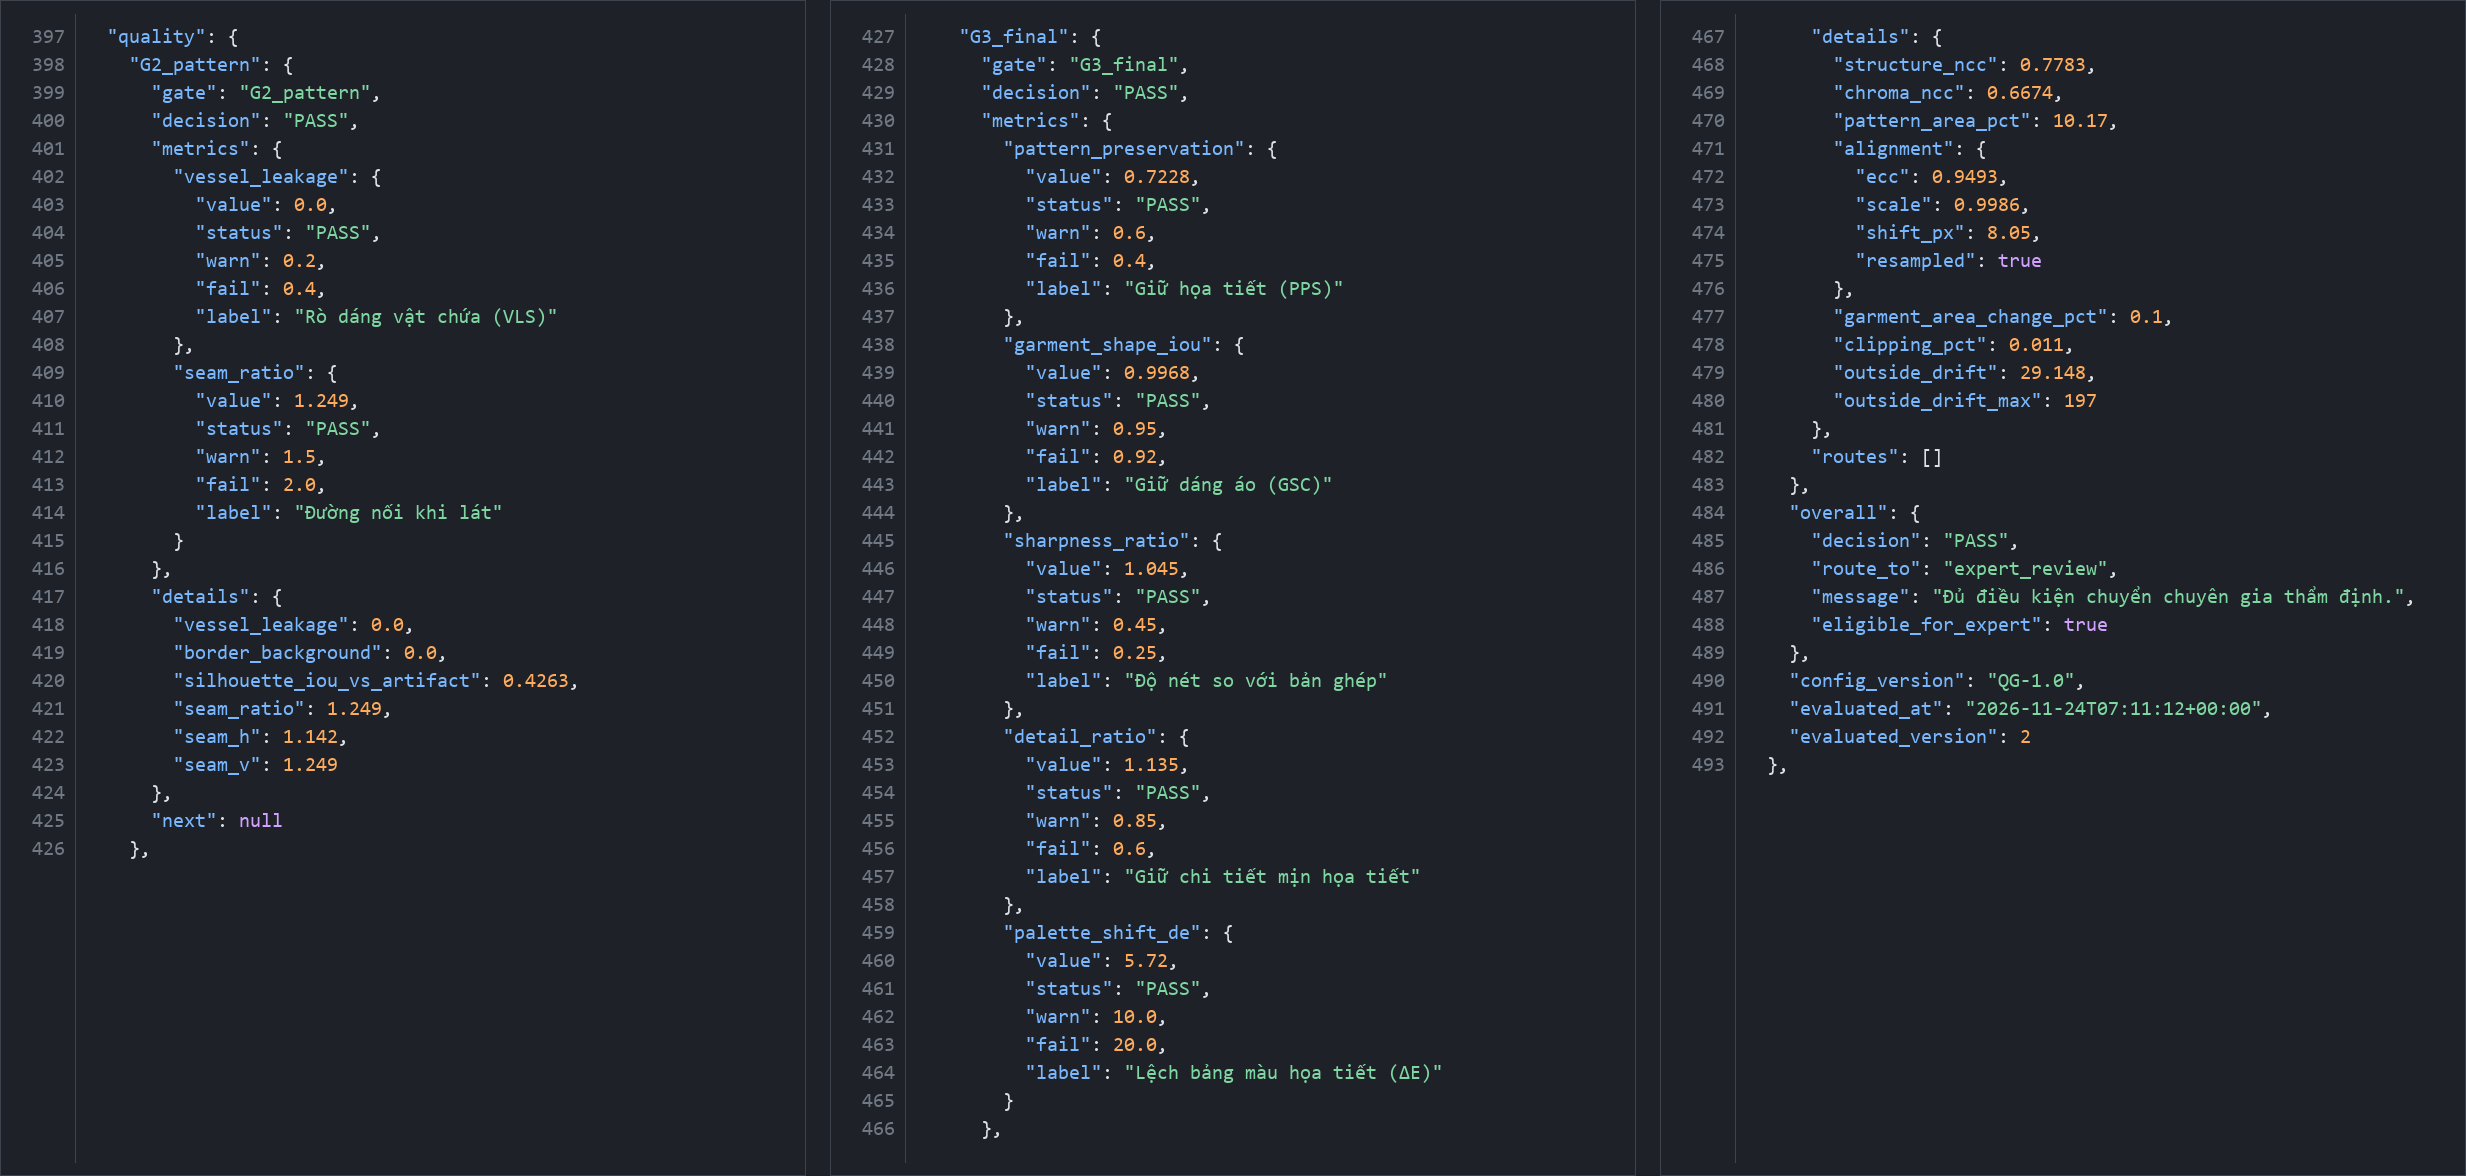 397 "quality": {
398 "G2_pattern": {
399 "gate": "G2_pattern",
400 "decision": "PASS",
401 "metrics": {
402 "vessel_leakage": {
403 "value": 0.0,
404 "status": "PASS",
405 "warn": 0.2,
406 "fail": 0.4,
407 "label": "Rò dáng vật chứa (VLS)"
408 },
409 "seam_ratio": {
410 "value": 1.249,
411 "status": "PASS",
412 "warn": 1.5,
413 "fail": 2.0,
414 "label": "Đường nối khi lát"
415 }
416 },
417 "details": {
418 "vessel_leakage": 0.0,
419 "border_background": 0.0,
420 "silhouette_iou_vs_artifact": 0.4263,
421 "seam_ratio": 1.249,
422 "seam_h": 1.142,
423 "seam_v": 1.249
424 },
425 "next": null
426 },
427 "G3_final": {
428 "gate": "G3_final",
429 "decision": "PASS",
430 "metrics": {
431 "pattern_preservation": {
432 "value": 0.7228,
433 "status": "PASS",
434 "warn": 0.6,
435 "fail": 0.4,
436 "label": "Giữ họa tiết (PPS)"
437 },
438 "garment_shape_iou": {
439 "value": 0.9968,
440 "status": "PASS",
441 "warn": 0.95,
442 "fail": 0.92,
443 "label": "Giữ dáng áo (GSC)"
444 },
445 "sharpness_ratio": {
446 "value": 1.045,
447 "status": "PASS",
448 "warn": 0.45,
449 "fail": 0.25,
450 "label": "Độ nét so với bản ghép"
451 },
452 "detail_ratio": {
453 "value": 1.135,
454 "status": "PASS",
455 "warn": 0.85,
456 "fail": 0.6,
457 "label": "Giữ chi tiết mịn họa tiết"
458 },
459 "palette_shift_de": {
460 "value": 5.72,
461 "status": "PASS",
462 "warn": 10.0,
463 "fail": 20.0,
464 "label": "Lệch bảng màu họa tiết (ΔE)"
465 }
466 },
467 "details": {
468 "structure_ncc": 0.7783,
469 "chroma_ncc": 0.6674,
470 "pattern_area_pct": 10.17,
471 "alignment": {
472 "ecc": 0.9493,
473 "scale": 0.9986,
474 "shift_px": 8.05,
475 "resampled": true
476 },
477 "garment_area_change_pct": 0.1,
478 "clipping_pct": 0.011,
479 "outside_drift": 29.148,
480 "outside_drift_max": 197
481 },
482 "routes": []
483 },
484 "overall": {
485 "decision": "PASS",
486 "route_to": "expert_review",
487 "message": "Đủ điều kiện chuyển chuyên gia thẩm định.",
488 "eligible_for_expert": true
489 },
490 "config_version": "QG-1.0",
491 "evaluated_at": "2026-11-24T07:11:12+00:00",
492 "evaluated_version": 2
493 },